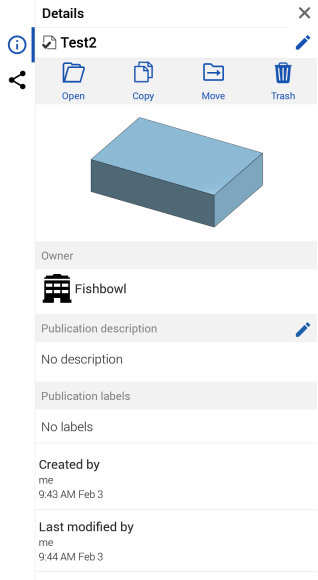 Details
Test2
Open Copy Move Trash
Owner
Fishbowl
Publication description
No description
Publication labels
No labels
Created by
me
9:43 AM Feb 3
Last modified by
me
9:44 AM Feb 3